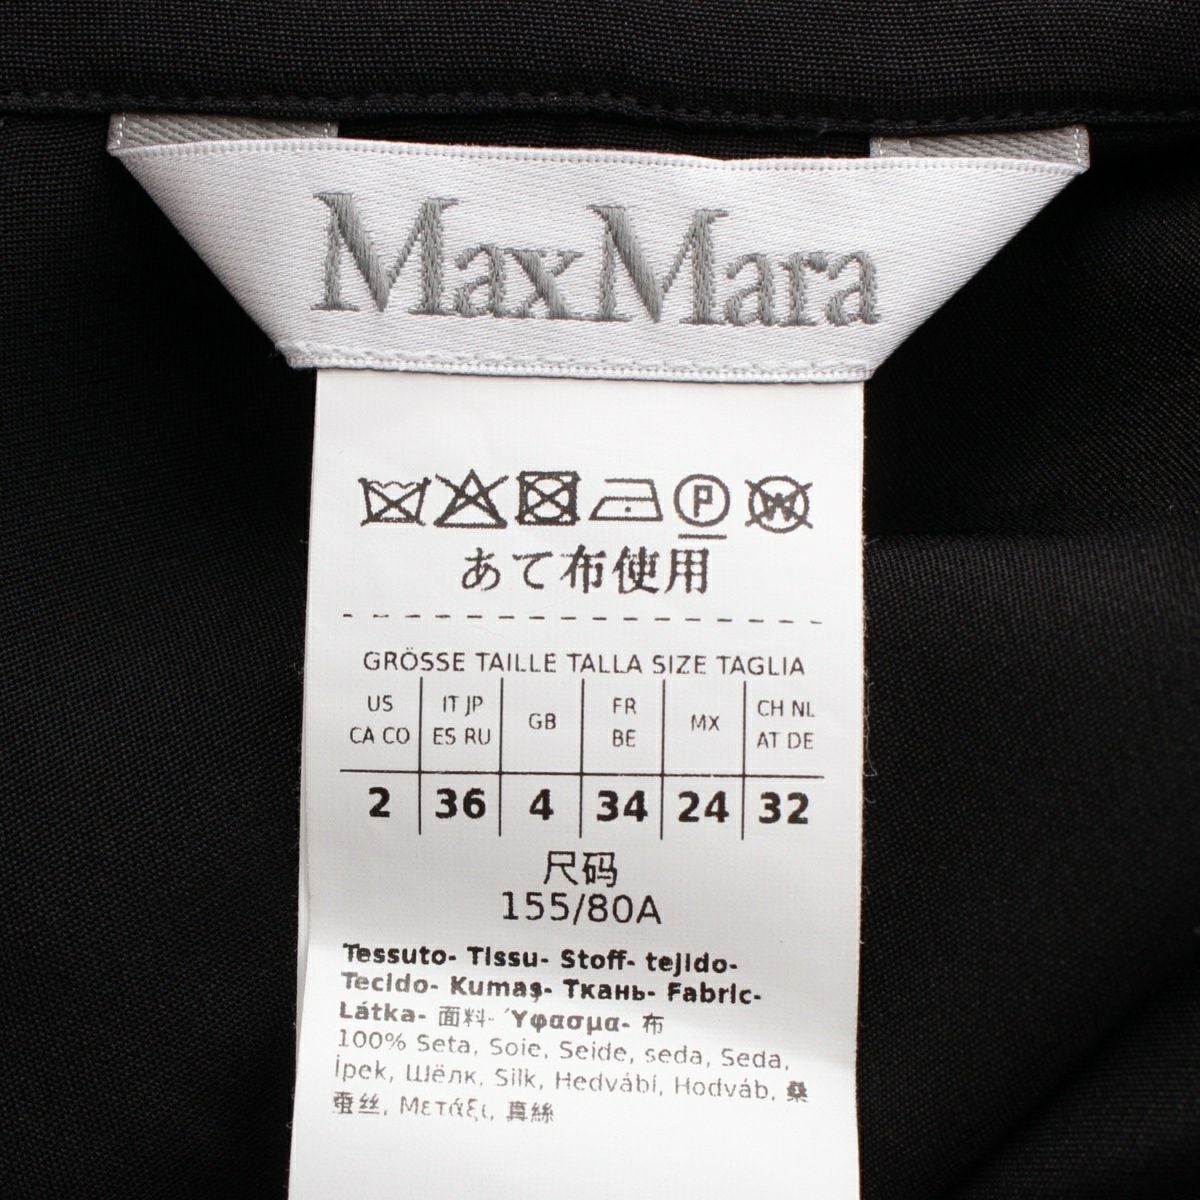 MaxMara
P W
あて布使用
GRÖSSE TAILLE TALLA SIZE TAGLIA
US IT JP GB FR MX CH NL
CA CO ES RU BE AT DE
2 36 4 34 24 32
尺码
155/80A
Tessuto- Tissu- Stoff- tejido-
Tecido- Kumaş- Ткань- Fabric-
Látka- 面料- Ύφασμα- 布
100% Seta, Soie, Seide, seda, Seda,
İpek, Шёлк, Silk, Hedvábí, Hodváb, 桑
蚕丝, Μετάξι, 真絲